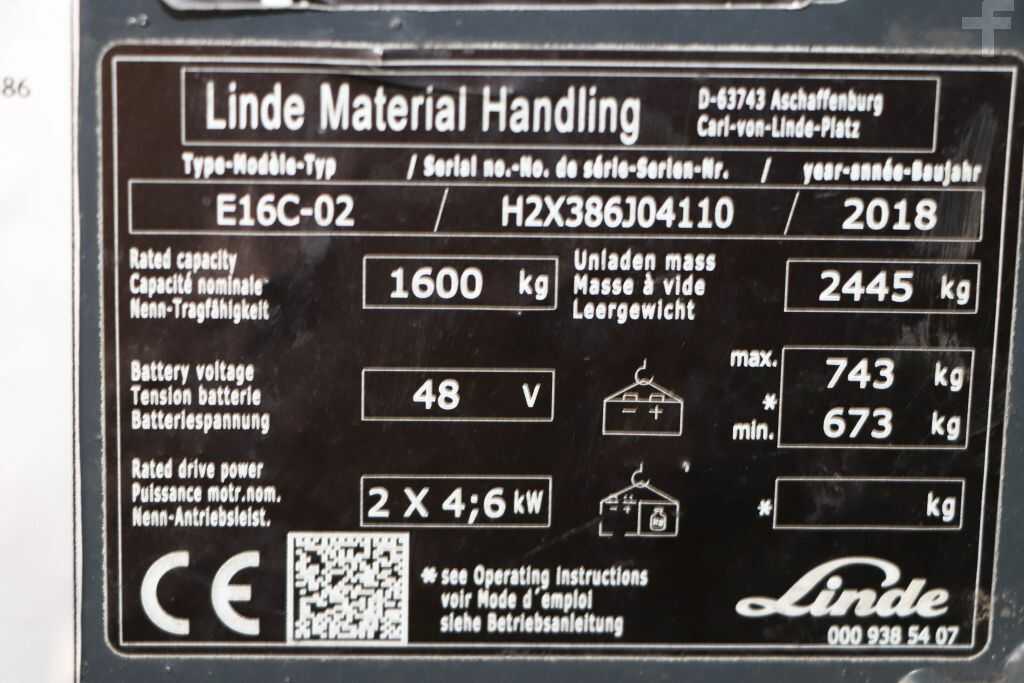 86
f
Linde Material Handling
D-63743 Aschaffenburg
Carl-von-Linde-Platz
Type-Modèle-Typ / Serial no.-No. de série-Serien-Nr. / year-année-Baujahr
E16C-02 / H2X386J04110 / 2018
Rated capacity
Capacité nominale
Nenn-Tragfähigkeit
1600 kg
Unladen mass
Masse à vide
Leergewicht
2445 kg
Battery voltage
Tension batterie
Batteriespannung
48 V
- +
max. 743 kg
*
min. 673 kg
Rated drive power
Puissance motr.nom.
Nenn-Antriebsleist.
2 X 4;6 kW
- +
kg
* kg
CE
* see Operating instructions
voir Mode d'emploi
siehe Betriebsanleitung
Linde
000 938 54 07